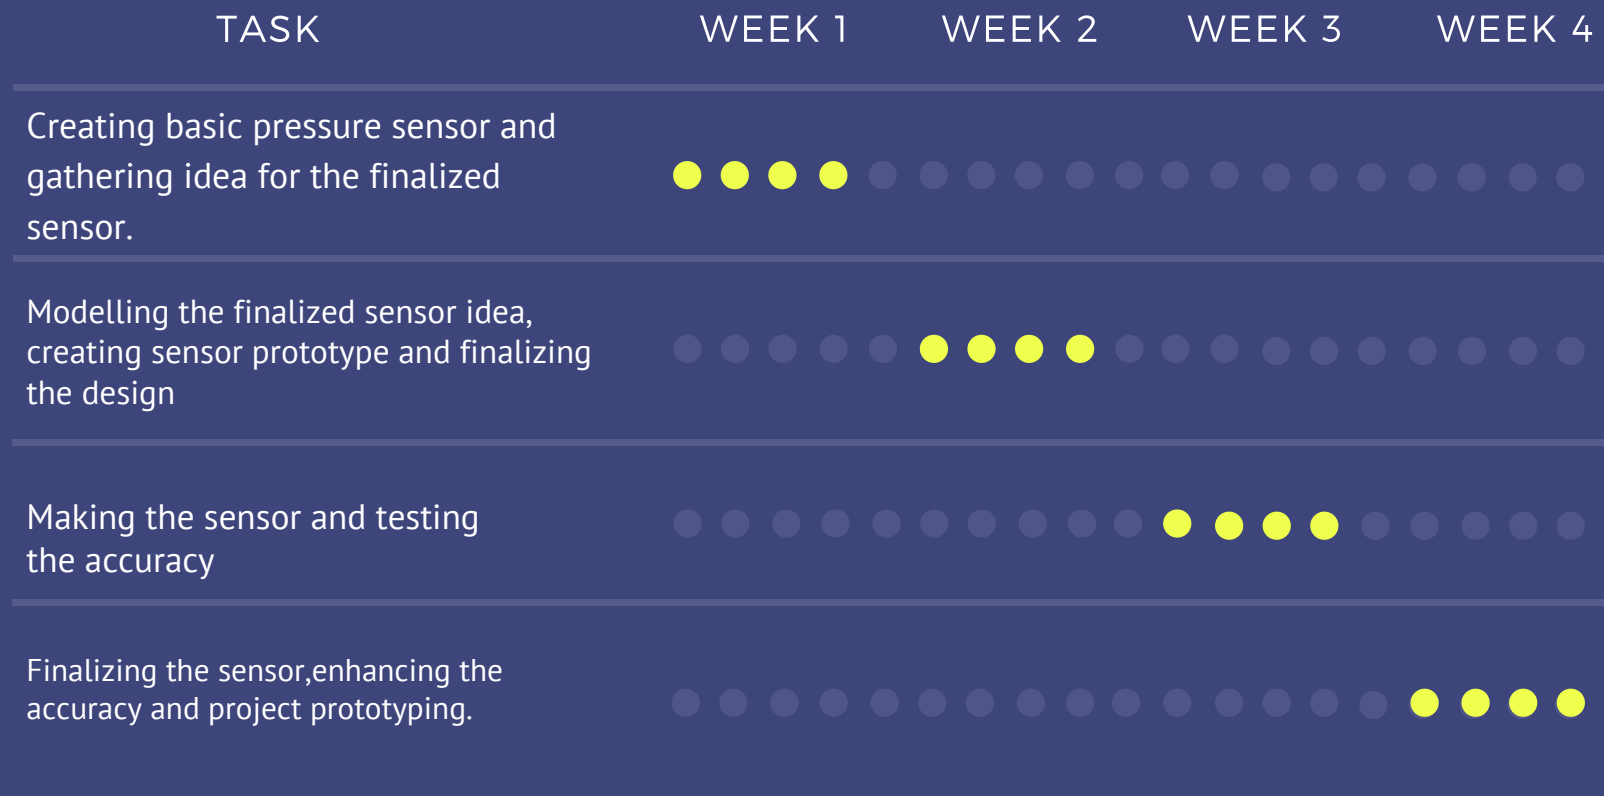 TASK WEEK 1 WEEK 2 WEEK 3 WEEK 4
Creating basic pressure sensor and
gathering idea for the finalized
sensor.
Modelling the finalized sensor idea,
creating sensor prototype and finalizing
the design
Making the sensor and testing
the accuracy
Finalizing the sensor,enhancing the
accuracy and project prototyping.